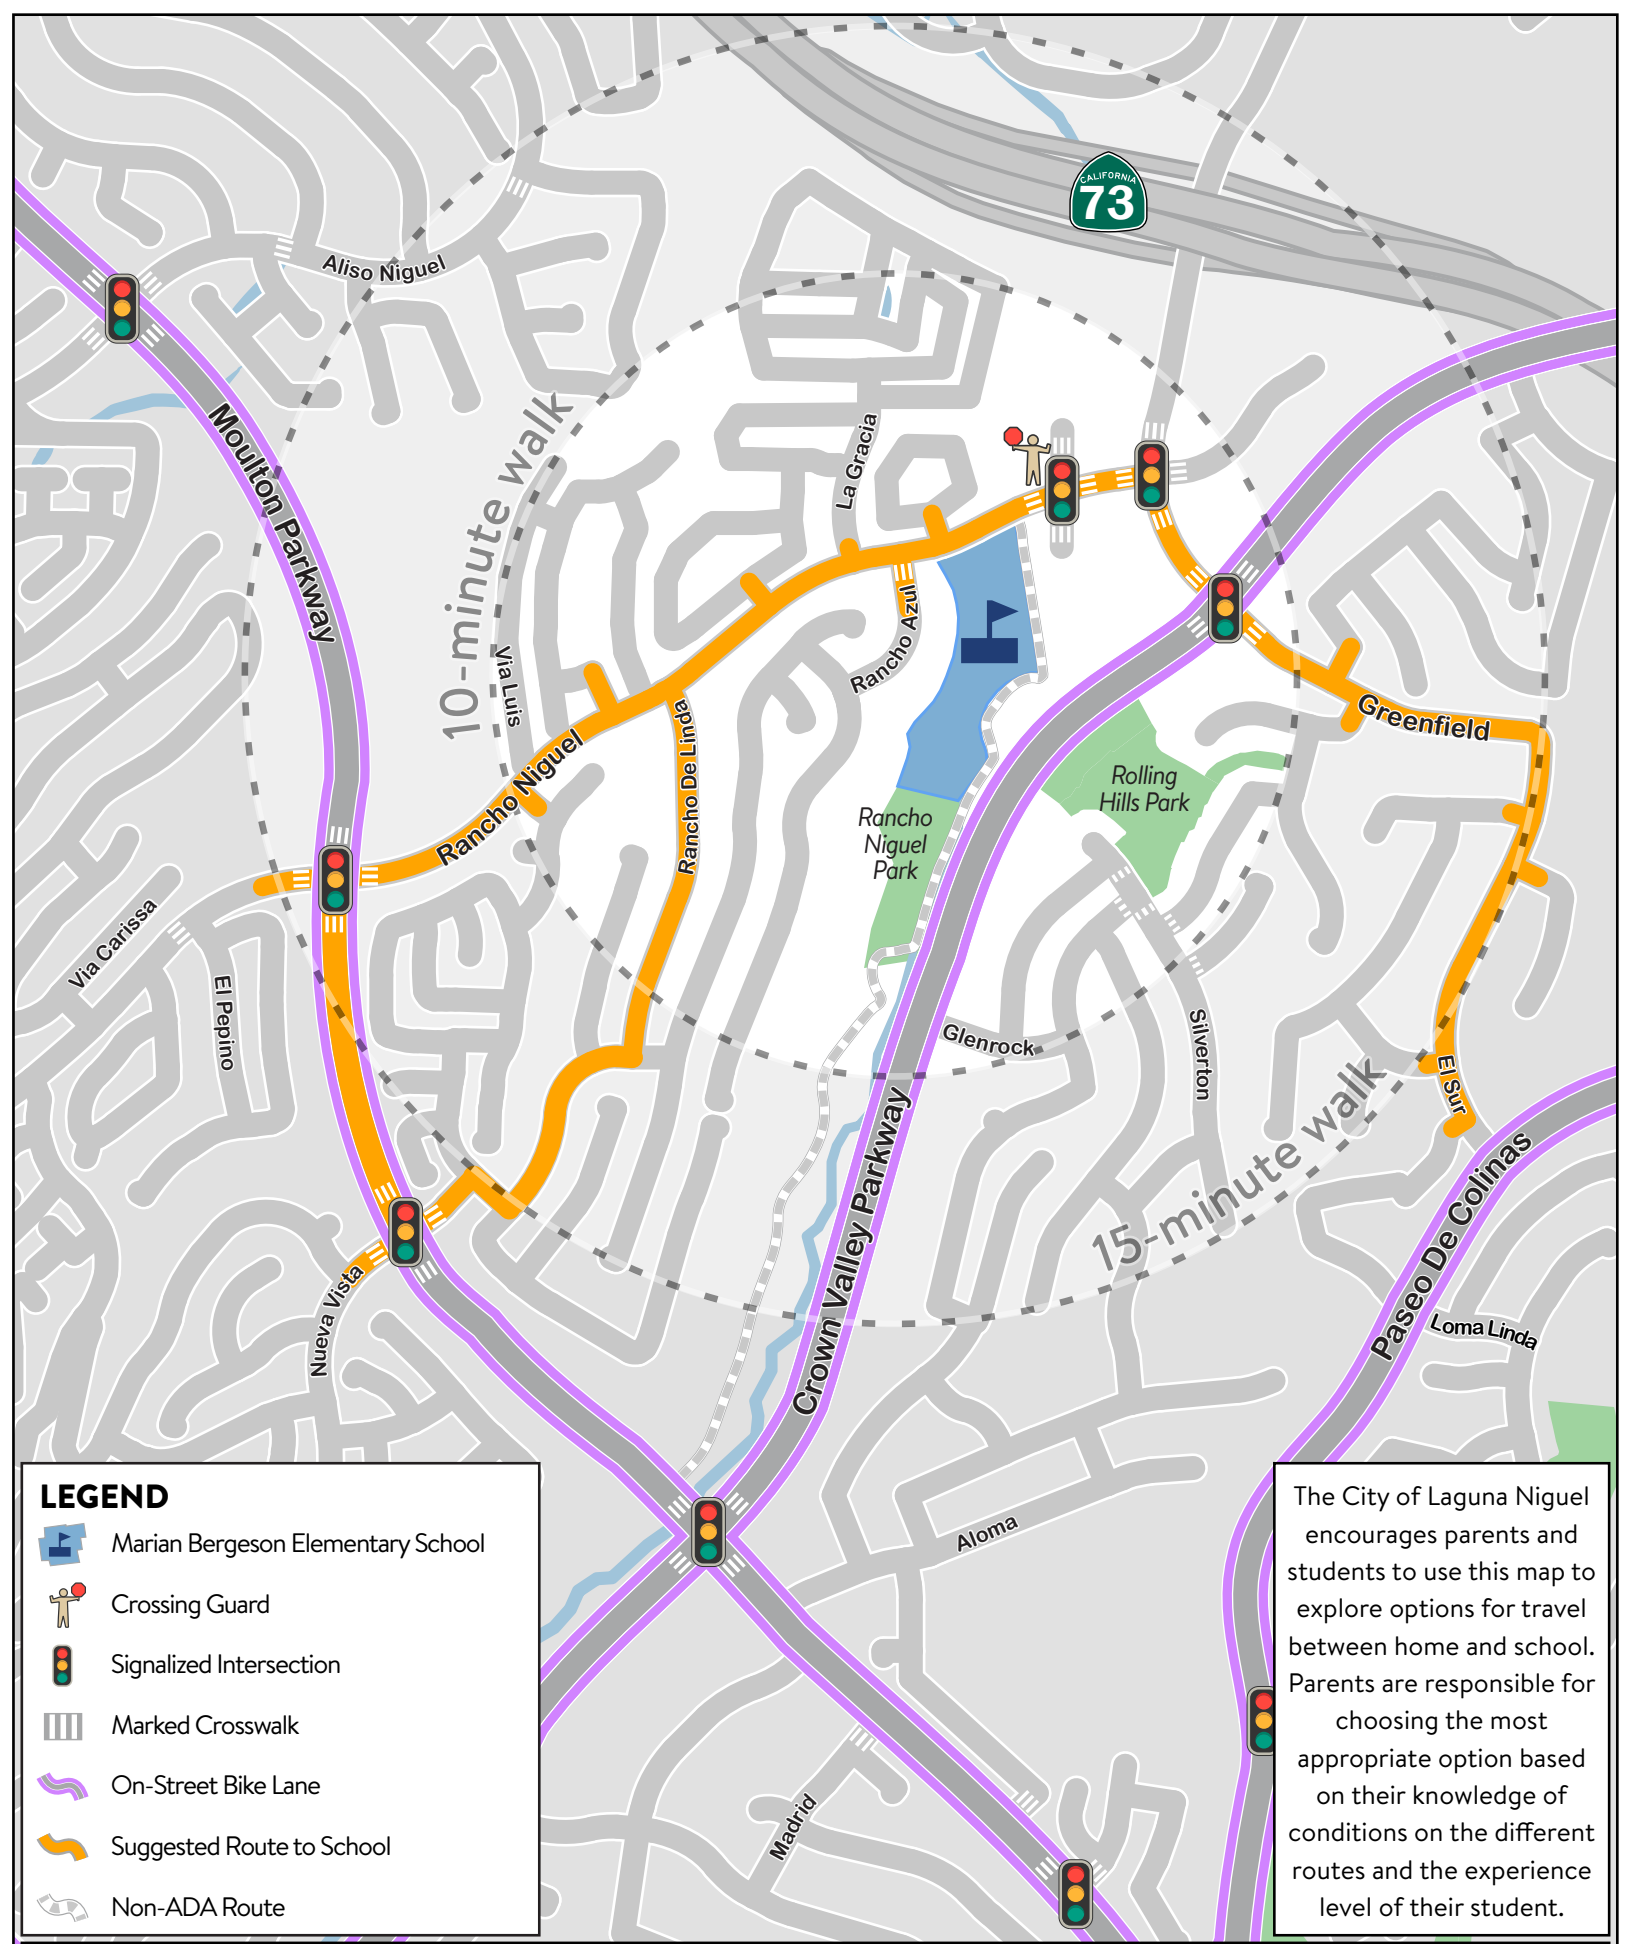 CALIFORNIA
73
Aliso Niguel
Moulton Parkway
10-minute walk
La Gracia
Rancho Azul
Via Luis
Rancho De Linda
Rancho Niguel
Greenfield
Rolling
Hills Park
Rancho
Niguel
Park
Via Carissa
El Pepino
Glenrock
Silverton
El Sur
15-minute walk
Crown Valley Parkway
Paseo De Colinas
Nueva Vista
Loma Linda
Aloma
Madrid
LEGEND
Marian Bergeson Elementary School
Crossing Guard
Signalized Intersection
Marked Crosswalk
On-Street Bike Lane
Suggested Route to School
Non-ADA Route
The City of Laguna Niguel
encourages parents and
students to use this map to
explore options for travel
between home and school.
Parents are responsible for
choosing the most
appropriate option based
on their knowledge of
conditions on the different
routes and the experience
level of their student.